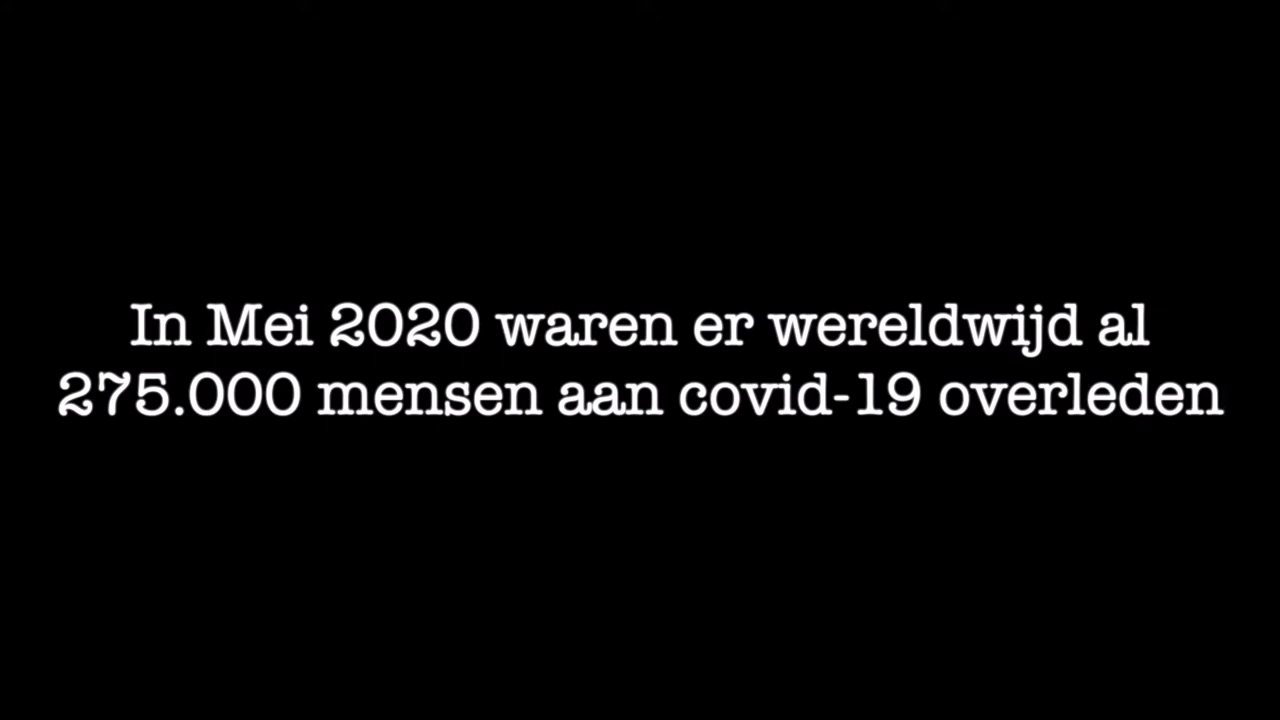 In Mei 2020 waren er wereldwijd al
275.000 mensen aan covid-19 overleden